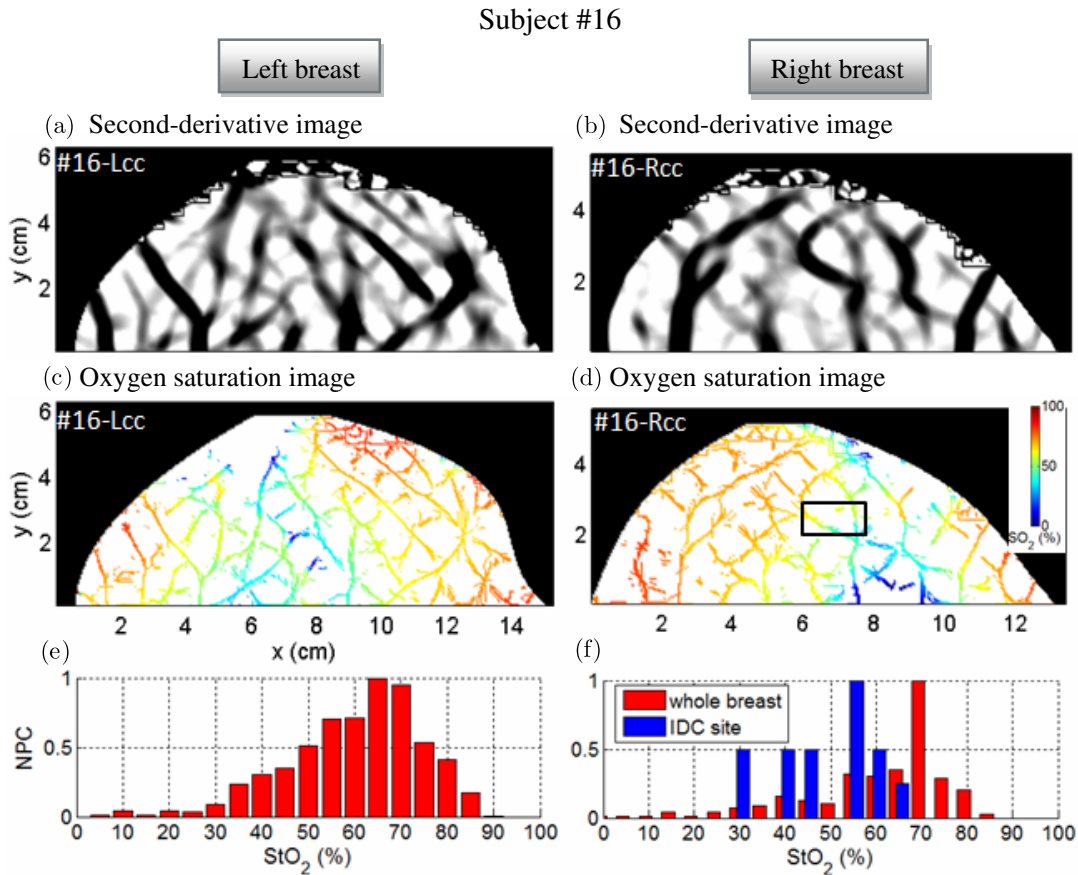 Subject #16
Left breast
Right breast
(a) Second-derivative image
(b) Second-derivative image
6
4
2
y (cm)
#16-Lcc
4
2
#16-Rcc
(c) Oxygen saturation image
(d) Oxygen saturation image
6
4
2
y (cm)
#16-Lcc
2 4 6 8 10 12 14
x (cm)
4
2
#16-Rcc
100
50
0
SO₂ (%)
2 4 6 8 10 12
(e)
(f)
1
0.5
0
NPC
0 10 20 30 40 50 60 70 80 90 100
StO₂ (%)
1
0.5
0
whole breast
IDC site
0 10 20 30 40 50 60 70 80 90 100
StO₂ (%)